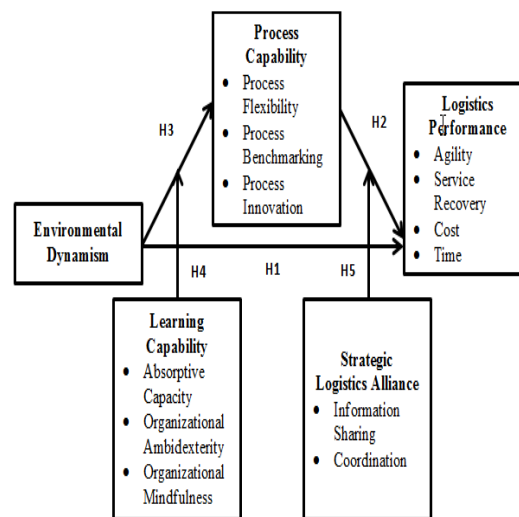 Process
Capability
• Process
Flexibility
• Process
Benchmarking
• Process
Innovation
Logistics
Performance
• Agility
• Service
Recovery
• Cost
• Time
H3
H2
Environmental
Dynamism
H4
H1
H5
Learning
Capability
• Absorptive
Capacity
• Organizational
Ambidexterity
• Organizational
Mindfulness
Strategic
Logistics Alliance
• Information
Sharing
• Coordination